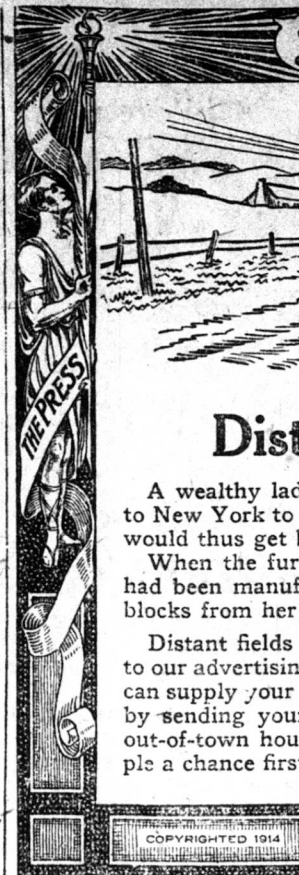 THE PRESS
Dist
A wealthy lad
to New York to
would thus get
When the fur
had been manuf
blocks from her
Distant fields
to our advertisin
can supply your
by sending you
out-of-town hou
ple a chance firs
COPYRIGHTED 1914